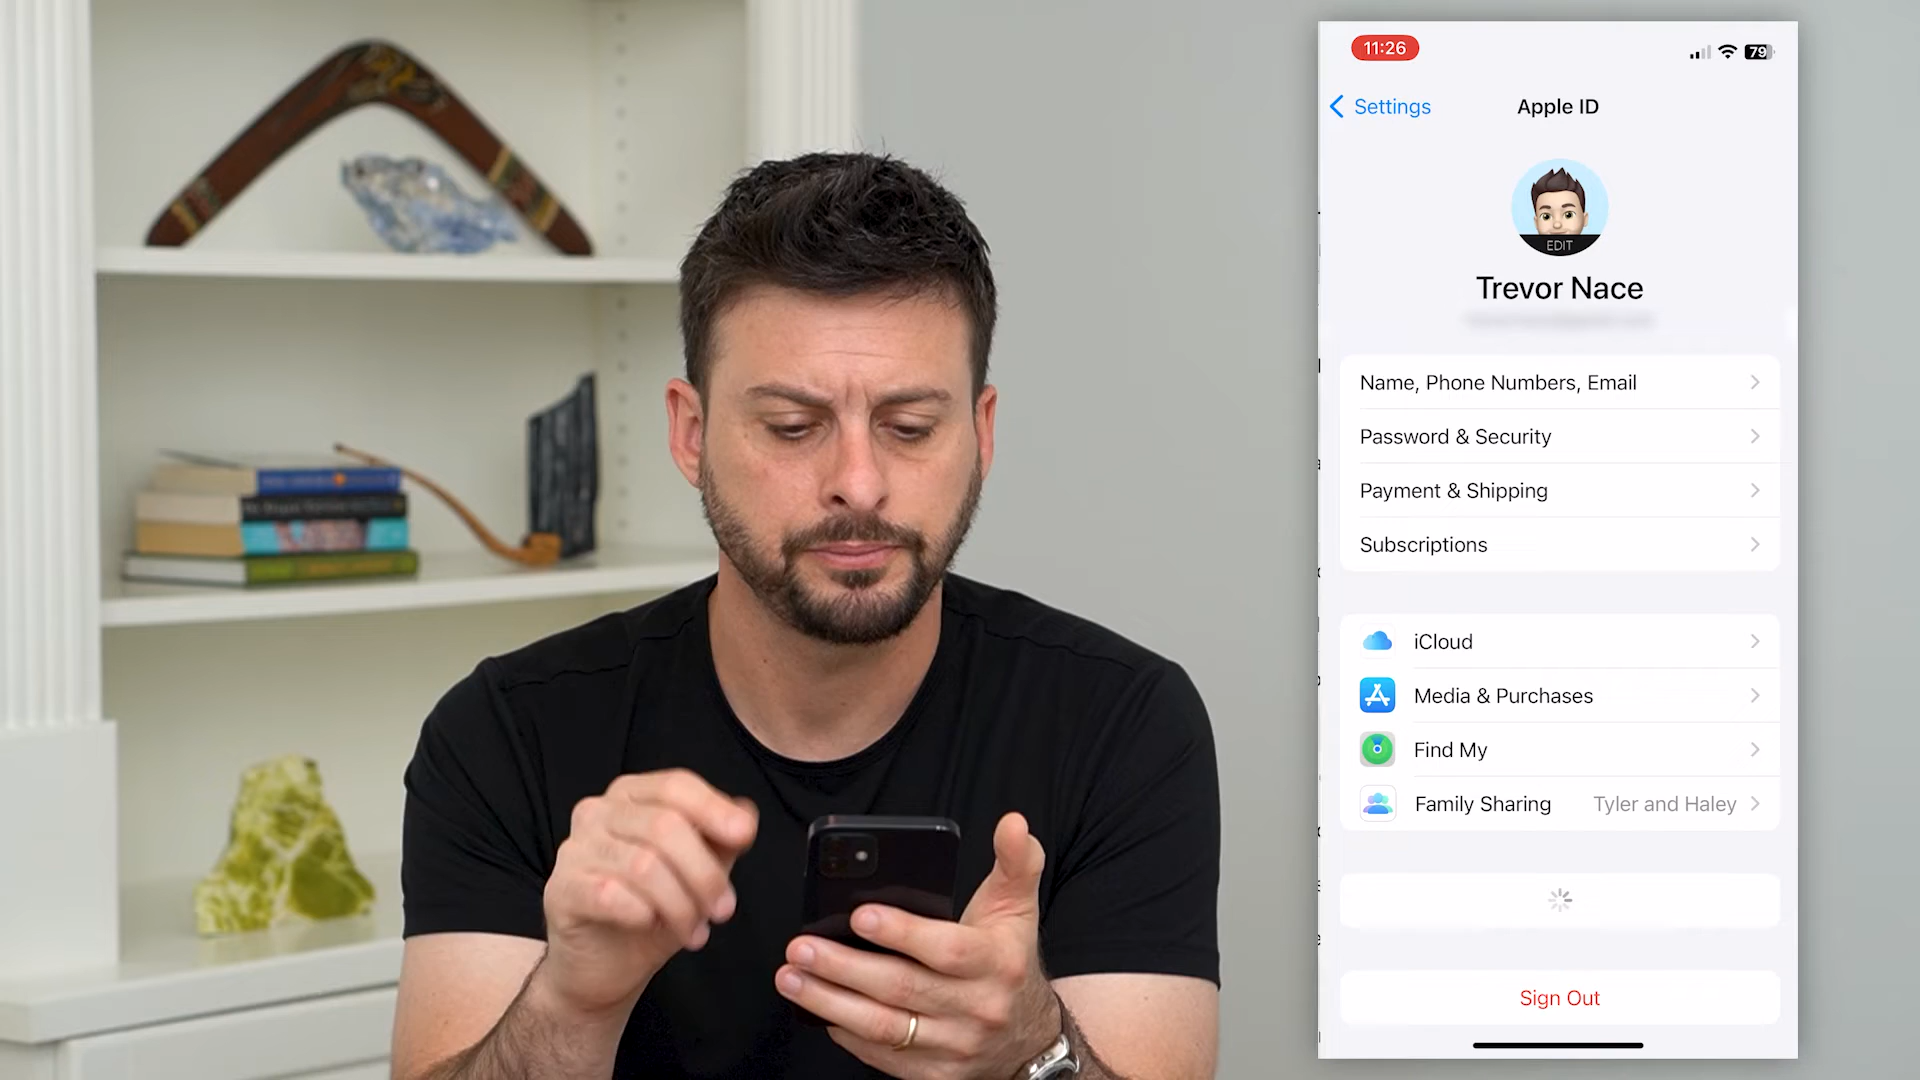 11:26
79
Settings
Apple ID
EDIT
Trevor Nace
Name, Phone Numbers, Email
Password & Security
Payment & Shipping
Subscriptions
iCloud
Media & Purchases
Find My
Family Sharing Tyler and Haley
Sign Out